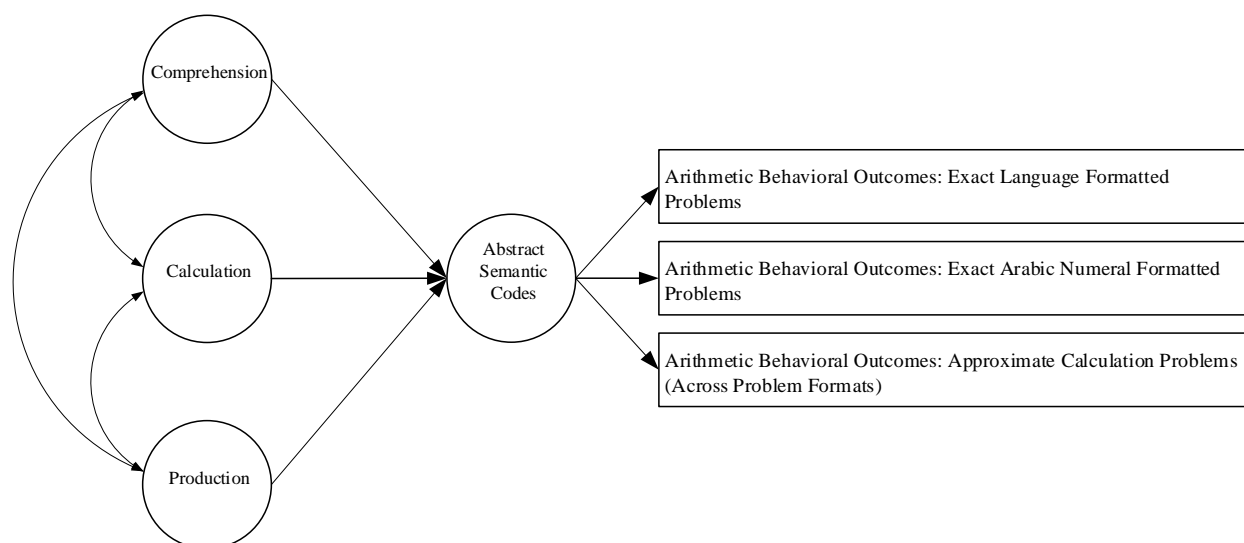 Comprehension
Calculation
Production
Abstract
Semantic
Codes
Arithmetic Behavioral Outcomes: Exact Language Formatted
Problems
Arithmetic Behavioral Outcomes: Exact Arabic Numeral Formatted
Problems
Arithmetic Behavioral Outcomes: Approximate Calculation Problems
(Across Problem Formats)